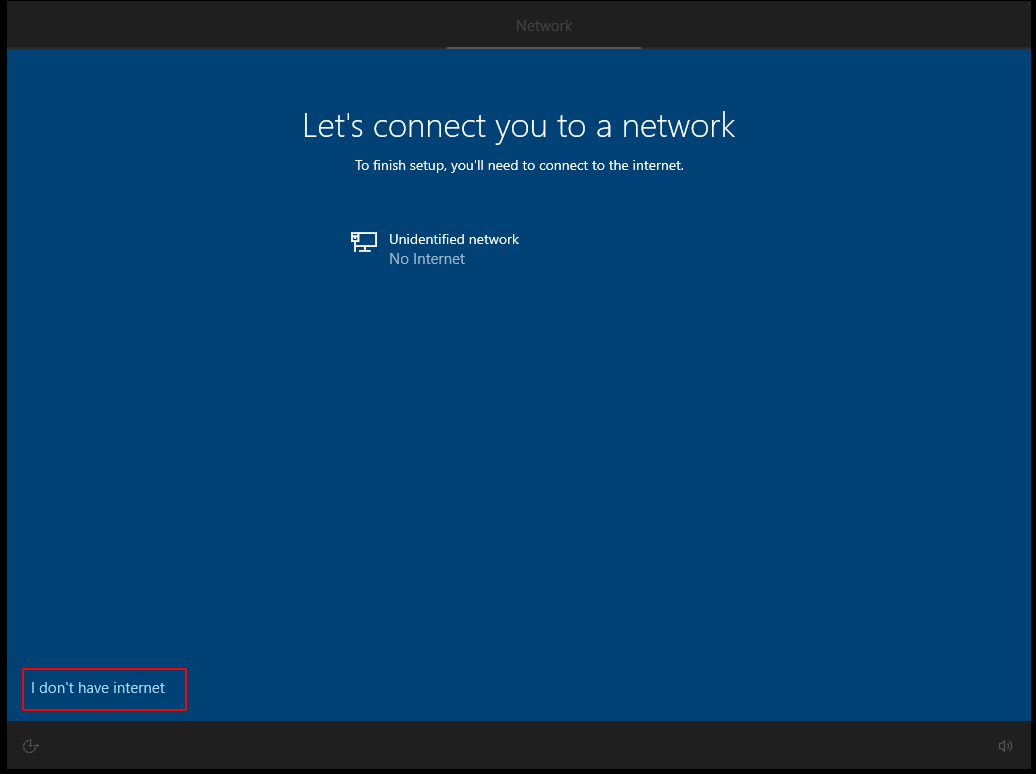 Network
Let's connect you to a network
To finish setup, you'll need to connect to the internet.
Unidentified network
No Internet
I don't have internet